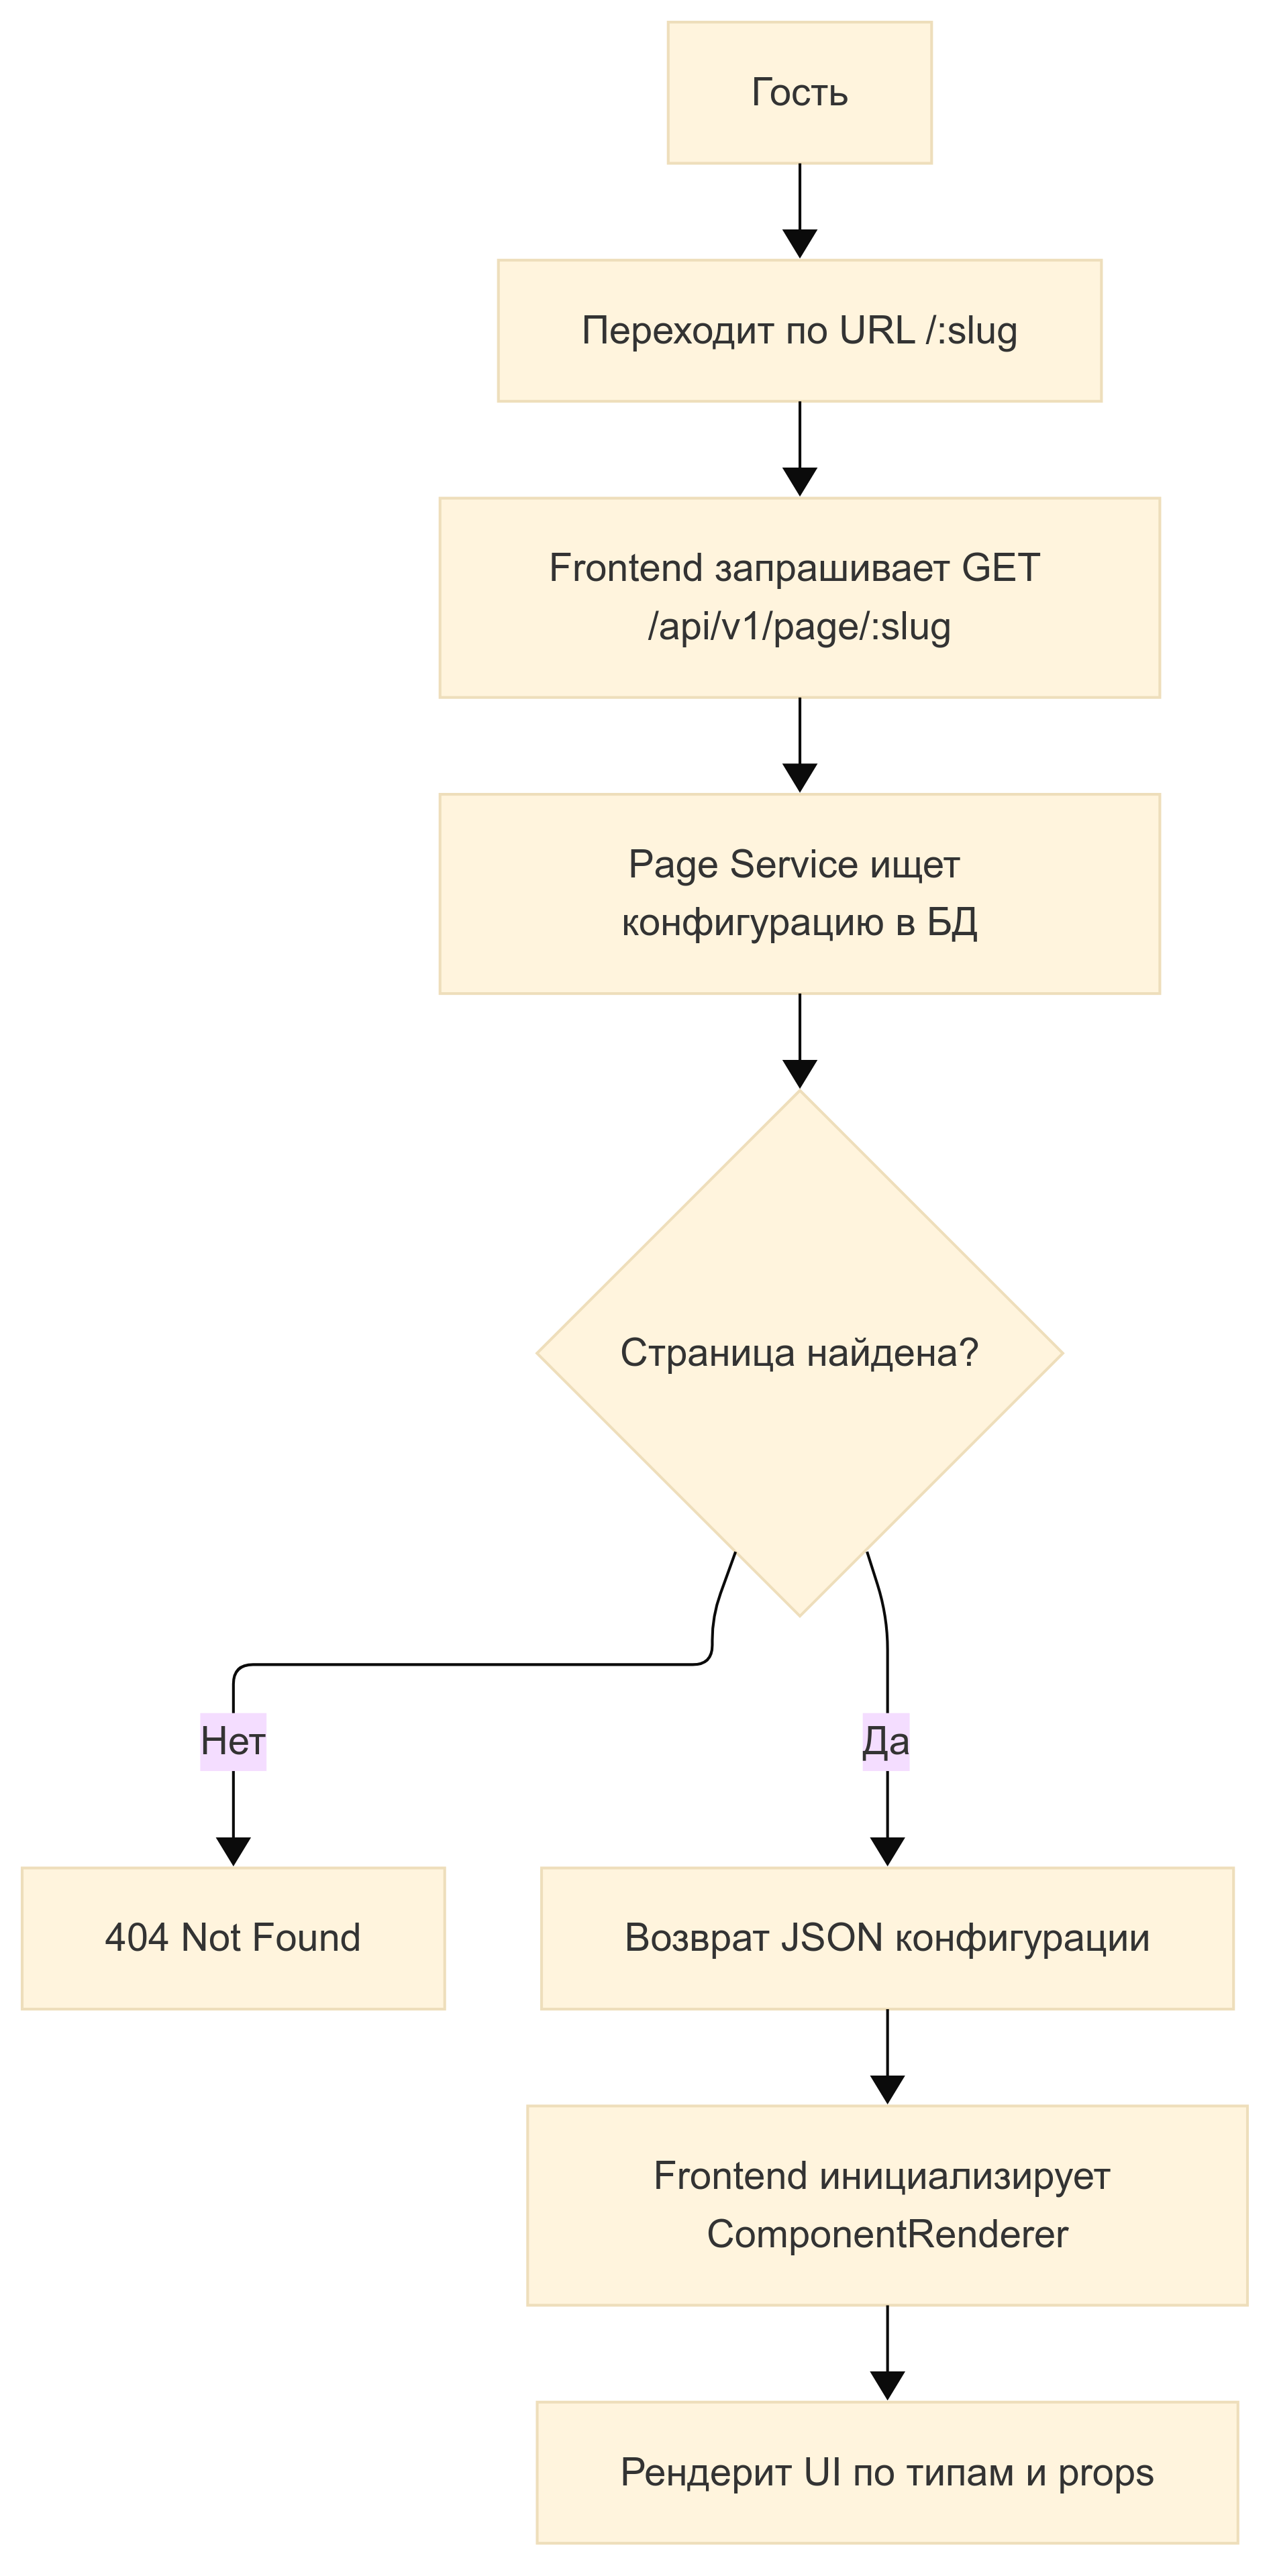 Гость
Переходит по URL /:slug
Frontend запрашивает GET
/api/v1/page/:slug
Page Service ищет
конфигурацию в БД
Страница найдена?
Нет
Да
404 Not Found
Возврат JSON конфигурации
Frontend инициализирует
ComponentRenderer
Рендерит UI по типам и props